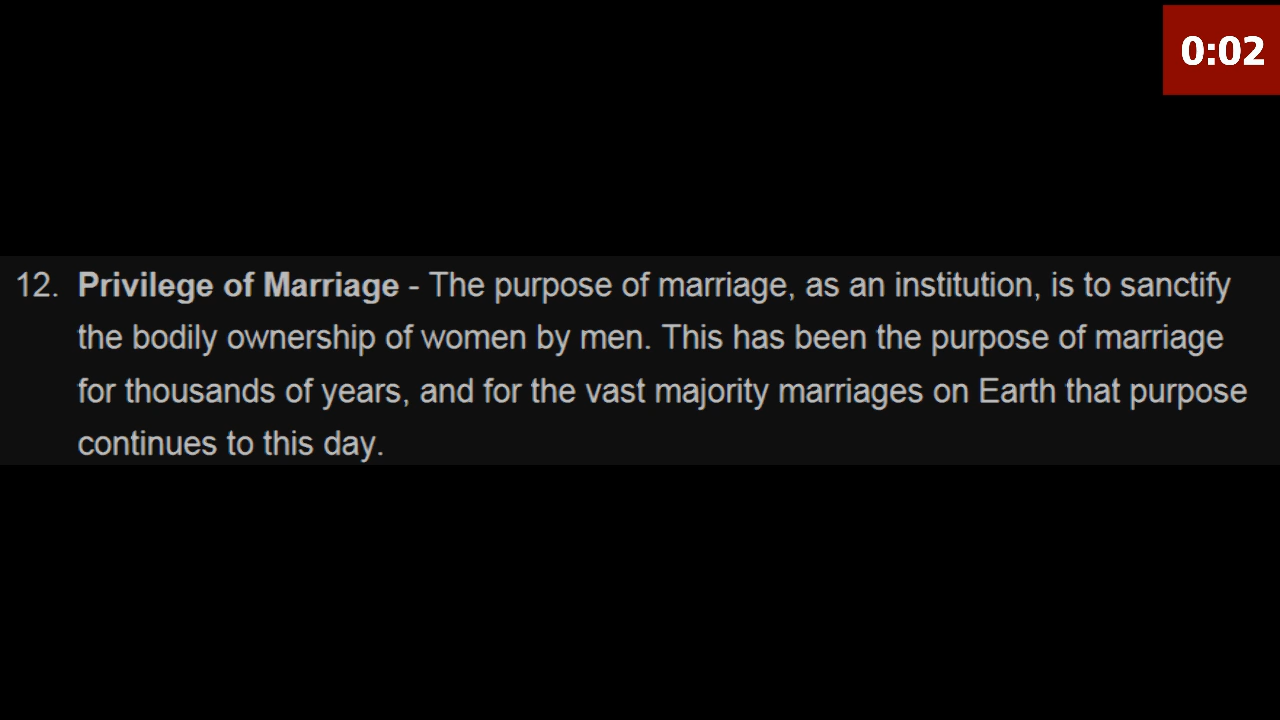 0:02
12. Privilege of Marriage - The purpose of marriage, as an institution, is to sanctify
the bodily ownership of women by men. This has been the purpose of marriage
for thousands of years, and for the vast majority marriages on Earth that purpose
continues to this day.